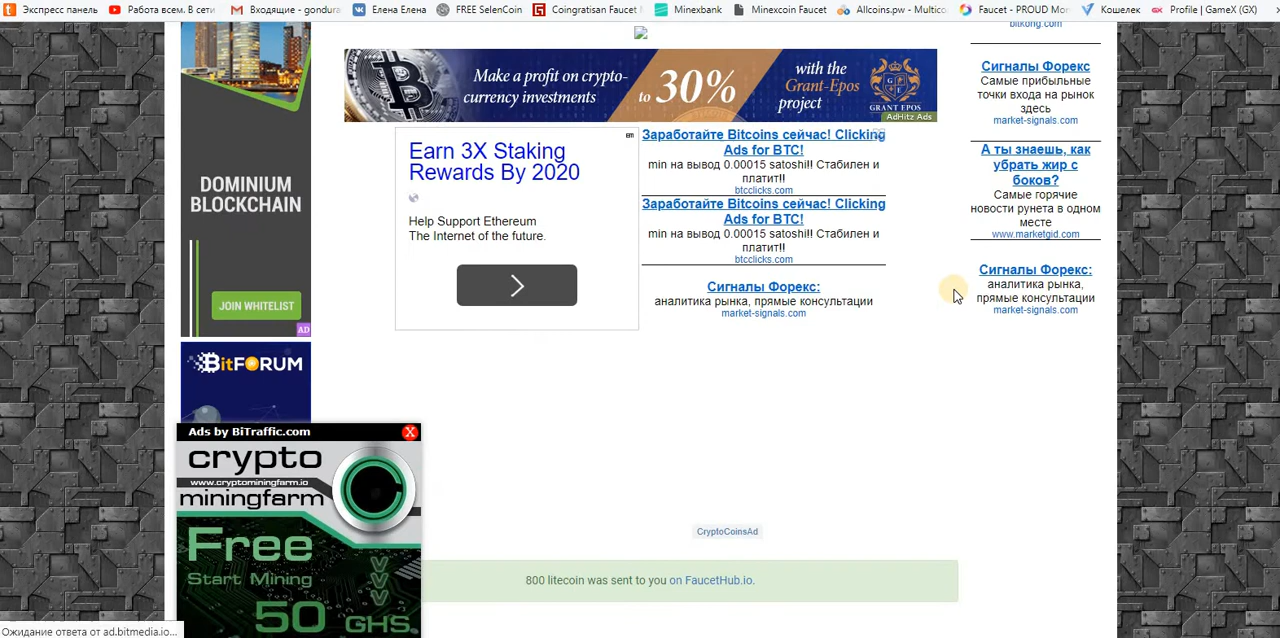 Экспресс панель
Работа всем. В сети
Входящие - gondura
Елена Елена
FREE SelenCoin
Coingratisan Faucet
Minexbank
Minexcoin Faucet
Allcoins.pw - Multico
Faucet - PROUD Mon
Кошелек
Profile | GameX (GX)
DOMINIUM
BLOCKCHAIN
JOIN WHITELIST
AD
BitFORUM
Make a profit on crypto-
currency investments
to 30%
with the
Grant-Epos
project
GRANT EPOS
AdHitz Ads
Earn 3X Staking
Rewards By 2020
Help Support Ethereum
The Internet of the future.
Заработайте Bitcoins сейчас! Clicking
Ads for BTC!
min на вывод 0.00015 satoshi!! Стабилен и
платит!!
btcclicks.com
Заработайте Bitcoins сейчас! Clicking
Ads for BTC!
min на вывод 0.00015 satoshi!! Стабилен и
платит!!
btcclicks.com
Сигналы Форекс:
аналитика рынка, прямые консультации
market-signals.com
bitkong.com
Сигналы Форекс
Самые прибыльные
точки входа на рынок
здесь
market-signals.com
А ты знаешь, как
убрать жир с
боков?
Самые горячие
новости рунета в одном
месте
www.marketgid.com
Сигналы Форекс:
аналитика рынка,
прямые консультации
market-signals.com
Ads by BiTraffic.com
X
crypto
www.cryptominingfarm.io
miningfarm
Free
Start Mining
50 GHS.
CryptoCoinsAd
800 litecoin was sent to you on FaucetHub.io.
Ожидание ответа от ad.bitmedia.io...